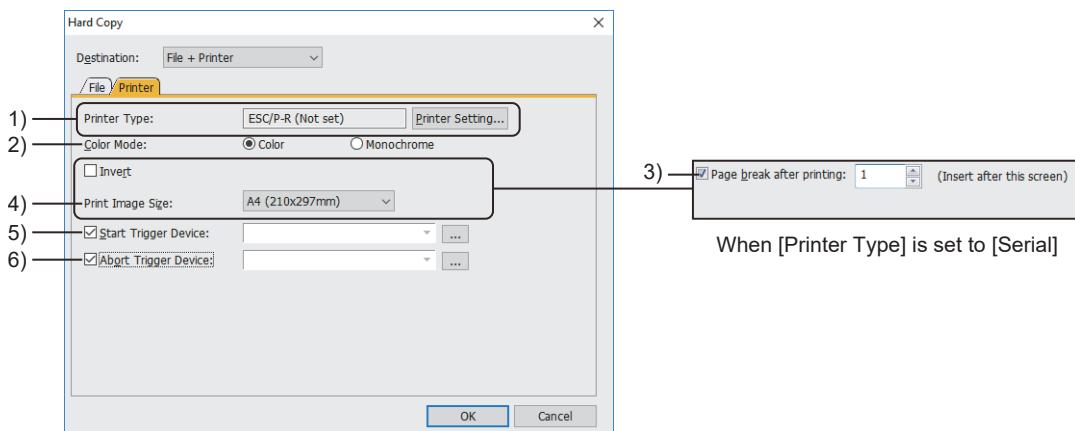 Hard Copy
Destination: File + Printer
File Printer
1) Printer Type: ESC/P-R (Not set) Printer Setting...
2) Color Mode: Color Monochrome
Invert
4) Print Image Size: A4 (210x297mm)
5) Start Trigger Device: ...
6) Abort Trigger Device: ...
OK Cancel
3) Page break after printing: 1 (Insert after this screen)
When [Printer Type] is set to [Serial]